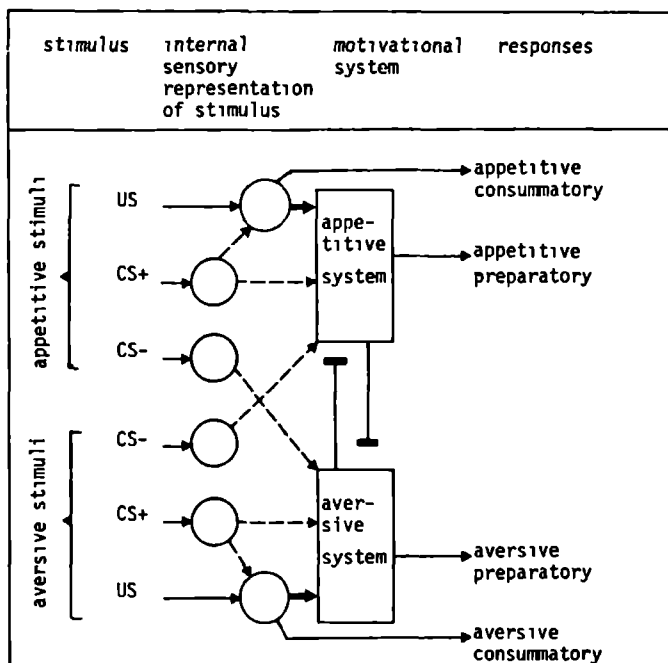 stimulus
internal
sensory
representation
of stimulus
motivational
system
responses
appetitive stimuli
US
CS+
CS-
appe-
titive
system
appetitive
consummatory
appetitive
preparatory
aversive stimuli
CS-
CS+
US
aver-
sive
system
aversive
preparatory
aversive
consummatory